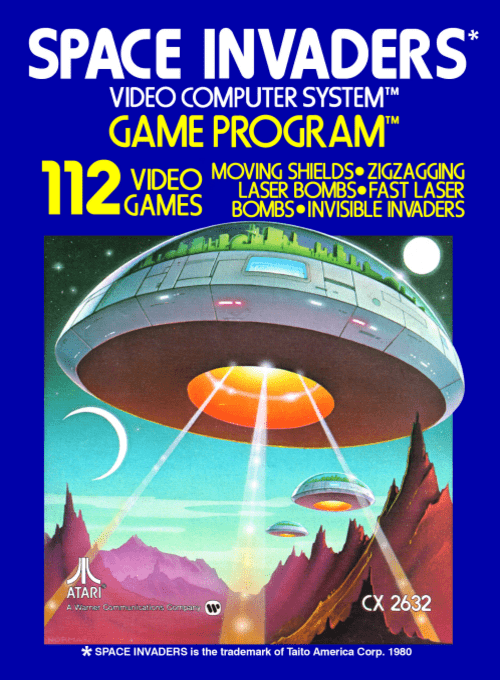 SPACE INVADERS*
VIDEO COMPUTER SYSTEM™
GAME PROGRAM™
112 VIDEO GAMES
MOVING SHIELDS•ZIGZAGGING
LASER BOMBS•FAST LASER
BOMBS•INVISIBLE INVADERS
ATARI
A Warner Communications Company
CX 2632
* SPACE INVADERS is the trademark of Taito America Corp. 1980